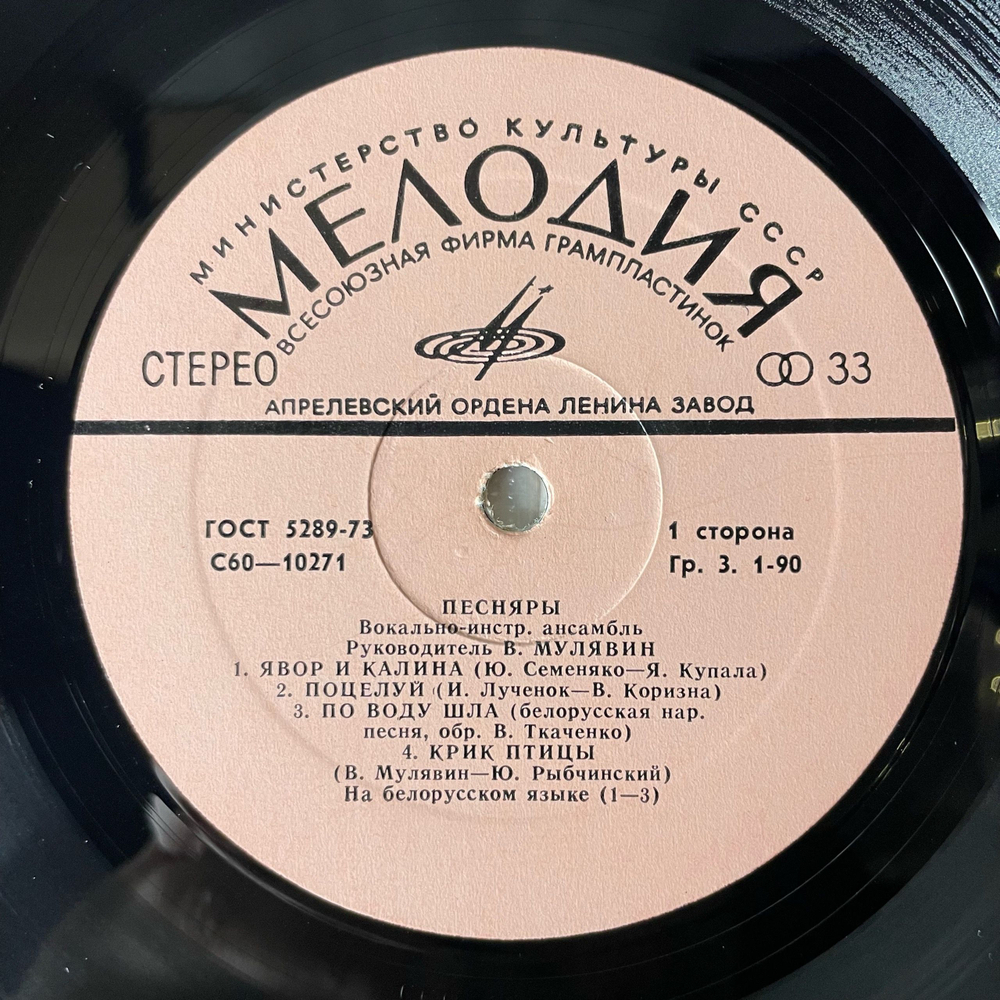 МИНИСТЕРСТВО КУЛЬТУРЫ СССР
МЕЛОДИЯ
ВСЕСОЮЗНАЯ ФИРМА ГРАМПЛАСТИНОК
СТЕРЕО
33
АПРЕЛЕВСКИЙ ОРДЕНА ЛЕНИНА ЗАВОД
ГОСТ 5289-73
1 сторона
С60—10271
Гр. 3. 1-90
ПЕСНЯРЫ
Вокально-инстр. ансамбль
Руководитель В. МУЛЯВИН
1. ЯВОР И КАЛИНА (Ю. Семеняко—Я. Купала)
2. ПОЦЕЛУЙ (И. Лученок—В. Коризна)
3. ПО ВОДУ ШЛА (белорусская нар.
песня, обр. В. Ткаченко)
4. КРИК ПТИЦЫ
(В. Мулявин—Ю. Рыбчинский)
На белорусском языке (1—3)